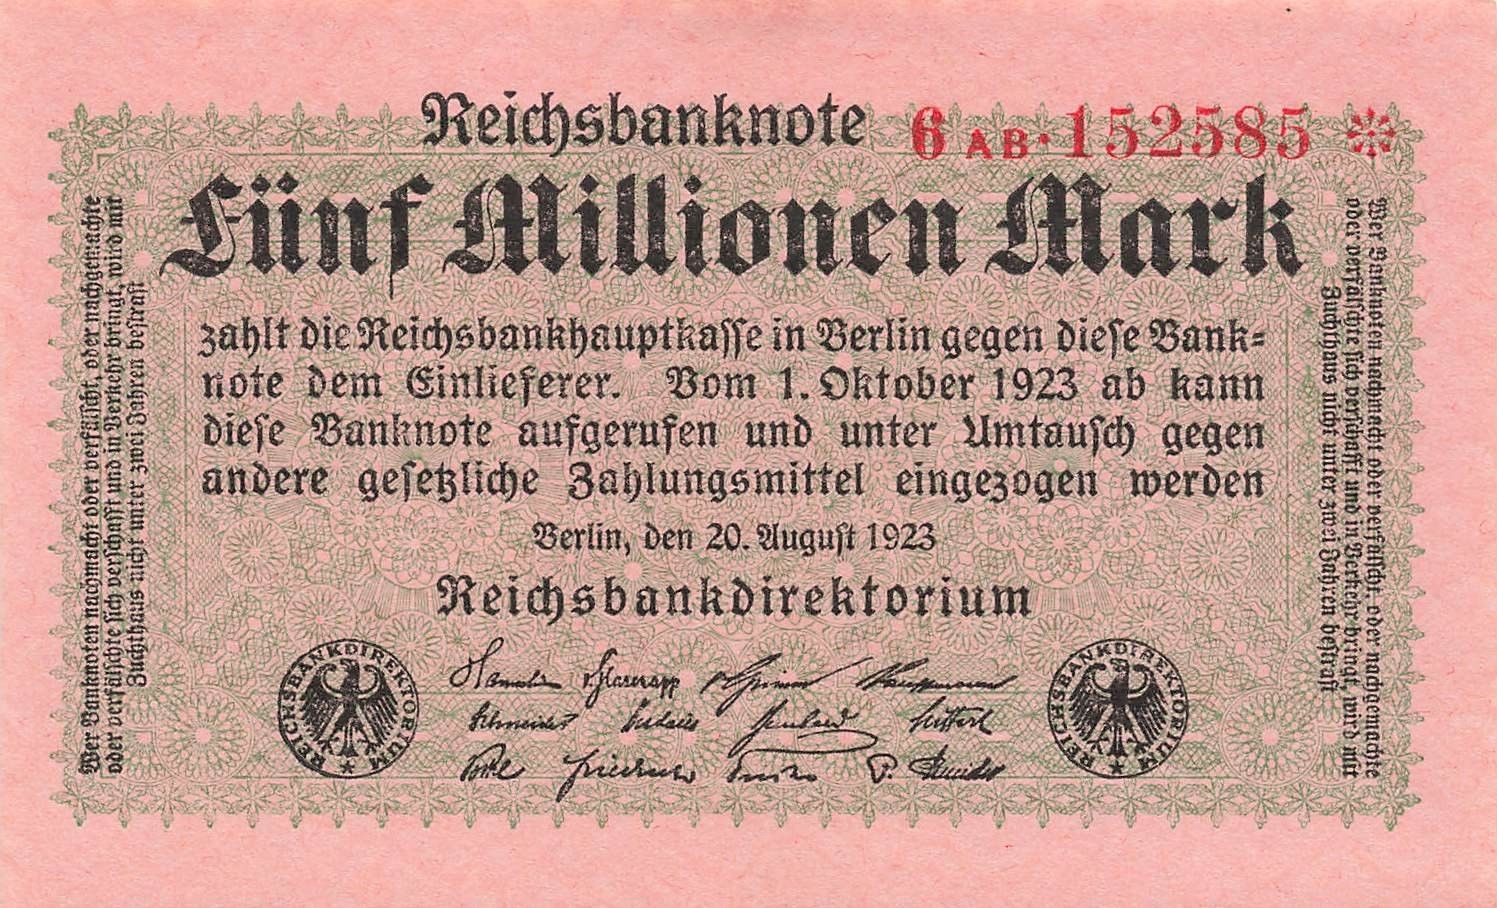 Reichsbanknote
6 AB·152585 *
Fünf Millionen Mark
zahlt die Reichsbankhauptkasse in Berlin gegen diese Bank=
note dem Einlieferer. Vom 1. Oktober 1923 ab kann
diese Banknote aufgerufen und unter Umtausch gegen
andere gesetzliche Zahlungsmittel eingezogen werden
Berlin, den 20. August 1923
Reichsbankdirektorium
REICHSBANKDIREKTORIUM
REICHSBANKDIREKTORIUM
Wer Banknoten nachmacht oder verfälscht, oder nachgemachte
oder verfälschte sich verschafft und in Verkehr bringt, wird mit
Zuchthaus nicht unter zwei Jahren bestraft
Wer Banknoten nachmacht oder verfälscht, oder nachgemachte
oder verfälschte sich verschafft und in Verkehr bringt, wird mit
Zuchthaus nicht unter zwei Jahren bestraft